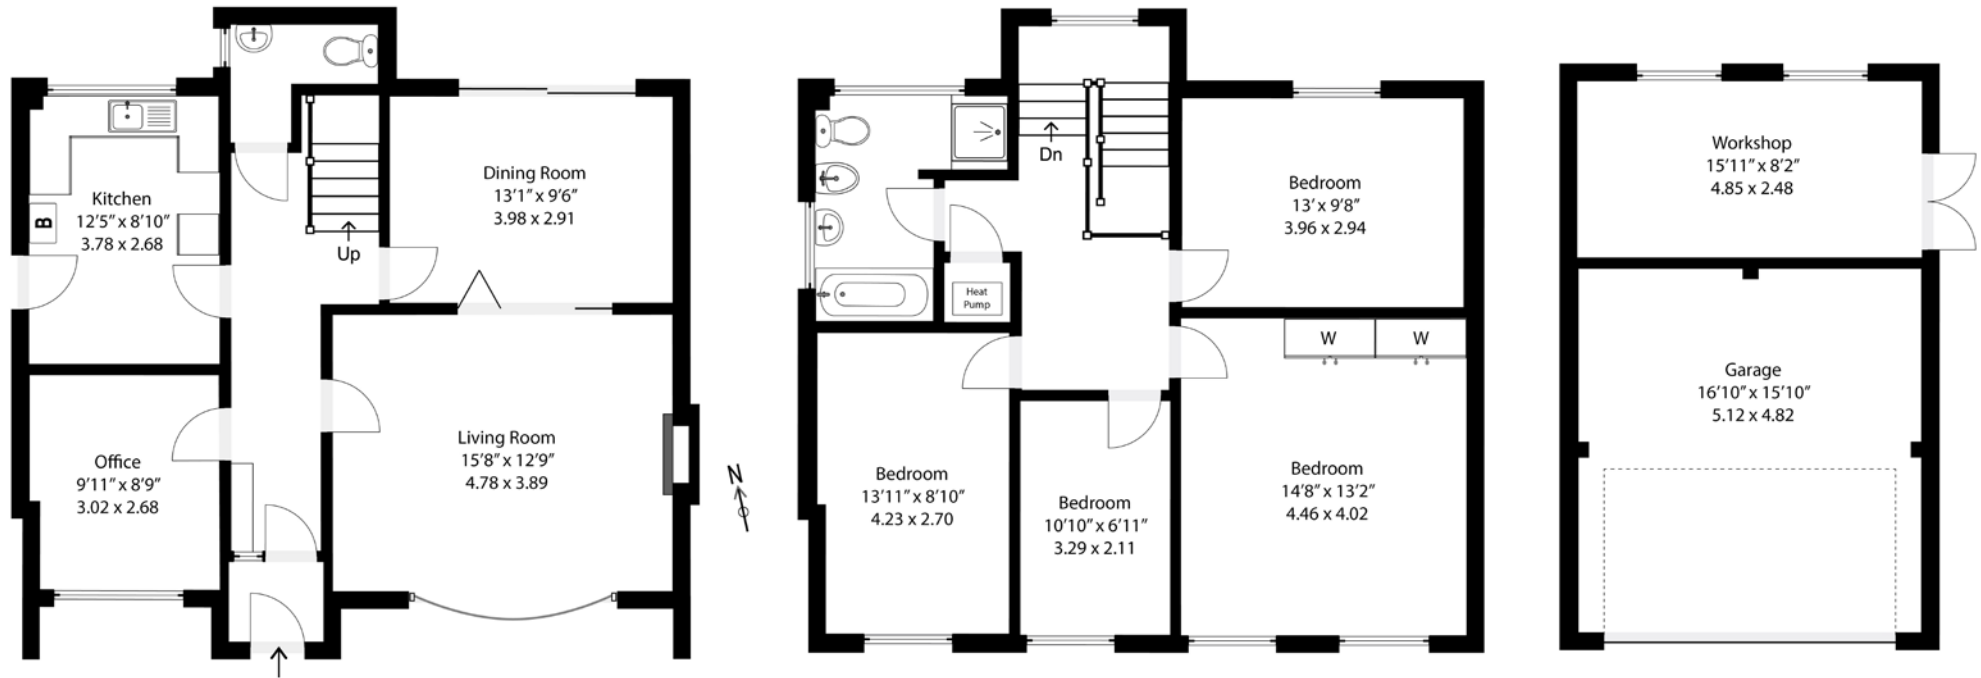 Kitchen
12'5" x 8'10"
3.78 x 2.68
B
Up
Dining Room
13'1" x 9'6"
3.98 x 2.91
Office
9'11" x 8'9"
3.02 x 2.68
Living Room
15'8" x 12'9"
4.78 x 3.89
N
Dn
Heat
Pump
Bedroom
13' x 9'8"
3.96 x 2.94
W
W
Bedroom
13'11" x 8'10"
4.23 x 2.70
Bedroom
10'10" x 6'11"
3.29 x 2.11
Bedroom
14'8" x 13'2"
4.46 x 4.02
Workshop
15'11" x 8'2"
4.85 x 2.48
Garage
16'10" x 15'10"
5.12 x 4.82